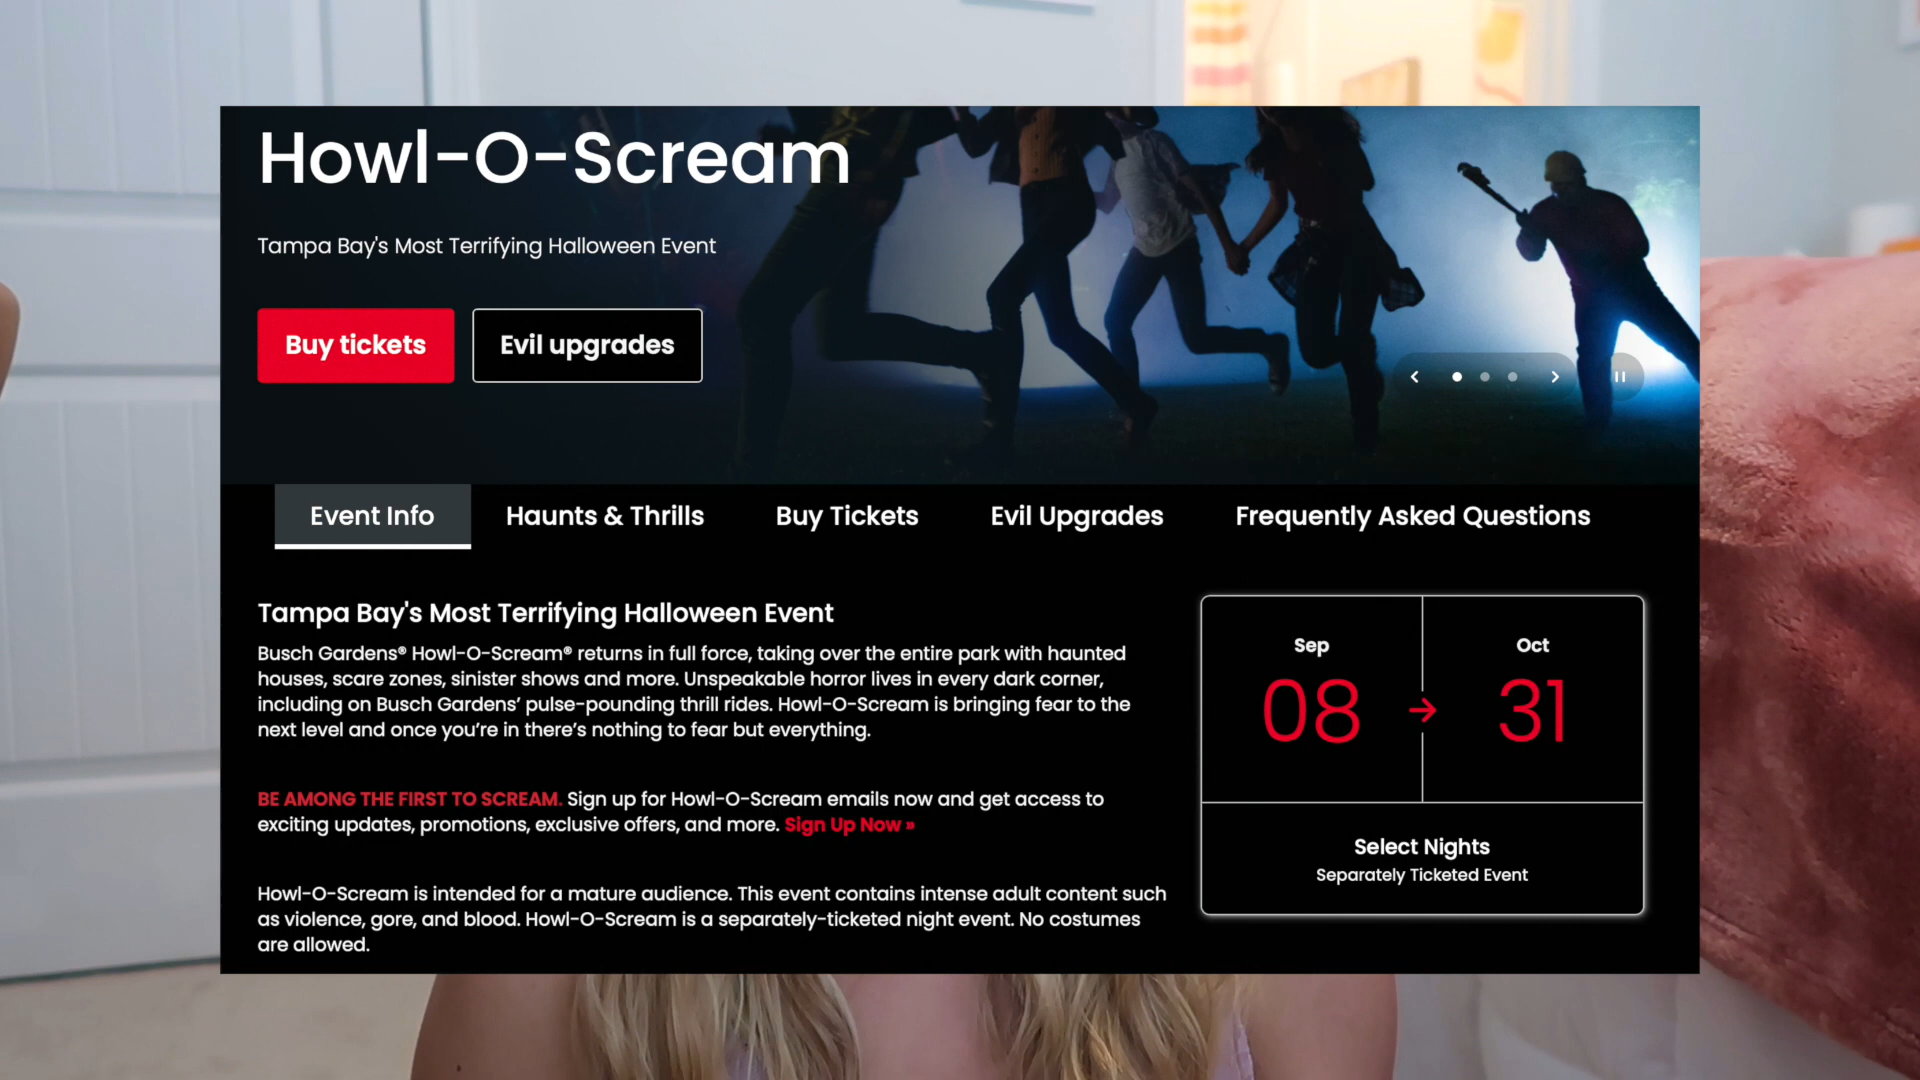 Howl-O-Scream
Tampa Bay's Most Terrifying Halloween Event
Buy tickets
Evil upgrades
Event Info
Haunts & Thrills
Buy Tickets
Evil Upgrades
Frequently Asked Questions
Tampa Bay's Most Terrifying Halloween Event
Busch Gardens® Howl-O-Scream® returns in full force, taking over the entire park with haunted
houses, scare zones, sinister shows and more. Unspeakable horror lives in every dark corner,
including on Busch Gardens’ pulse-pounding thrill rides. Howl-O-Scream is bringing fear to the
next level and once you’re in there’s nothing to fear but everything.
BE AMONG THE FIRST TO SCREAM. Sign up for Howl-O-Scream emails now and get access to
exciting updates, promotions, exclusive offers, and more. Sign Up Now »
Howl-O-Scream is intended for a mature audience. This event contains intense adult content such
as violence, gore, and blood. Howl-O-Scream is a separately-ticketed night event. No costumes
are allowed.
Sep
08
Oct
31
Select Nights
Separately Ticketed Event